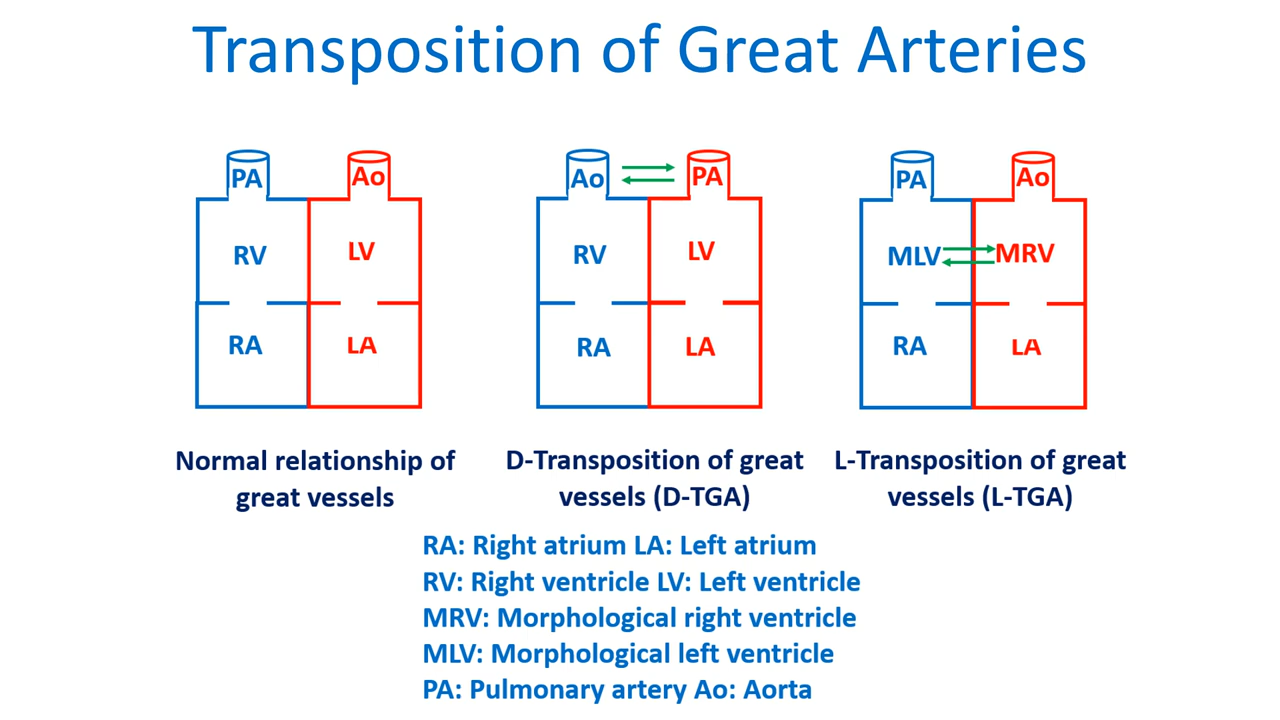 Transposition of Great Arteries
PA Ao
RV LV
RA LA
Normal relationship of
great vessels
Ao PA
RV LV
RA LA
D-Transposition of great
vessels (D-TGA)
PA Ao
MLV MRV
RA LA
L-Transposition of great
vessels (L-TGA)
RA: Right atrium LA: Left atrium
RV: Right ventricle LV: Left ventricle
MRV: Morphological right ventricle
MLV: Morphological left ventricle
PA: Pulmonary artery Ao: Aorta